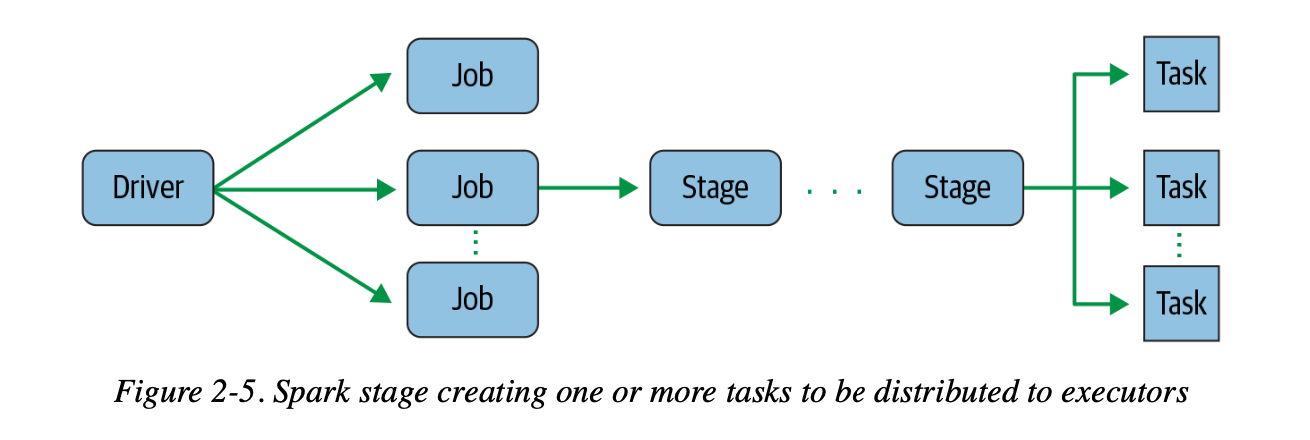 Job
Task
Driver
Job
Stage
Stage
Task
Job
Task
Figure 2-5. Spark stage creating one or more tasks to be distributed to executors